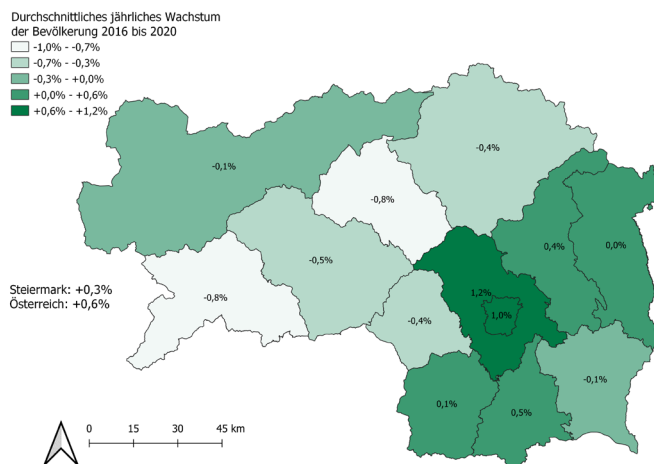 Durchschnittliches jährliches Wachstum
der Bevölkerung 2016 bis 2020
-1,0% - -0,7%
-0,7% - -0,3%
-0,3% - +0,0%
+0,0% - +0,6%
+0,6% - +1,2%
-0,4%
-0,1%
-0,8%
0,4%
0,0%
-0,5%
Steiermark: +0,3%
Österreich: +0,6%
-0,8%
1,2%
1,0%
-0,4%
-0,1%
0,1%
0,5%
0 15 30 45 km